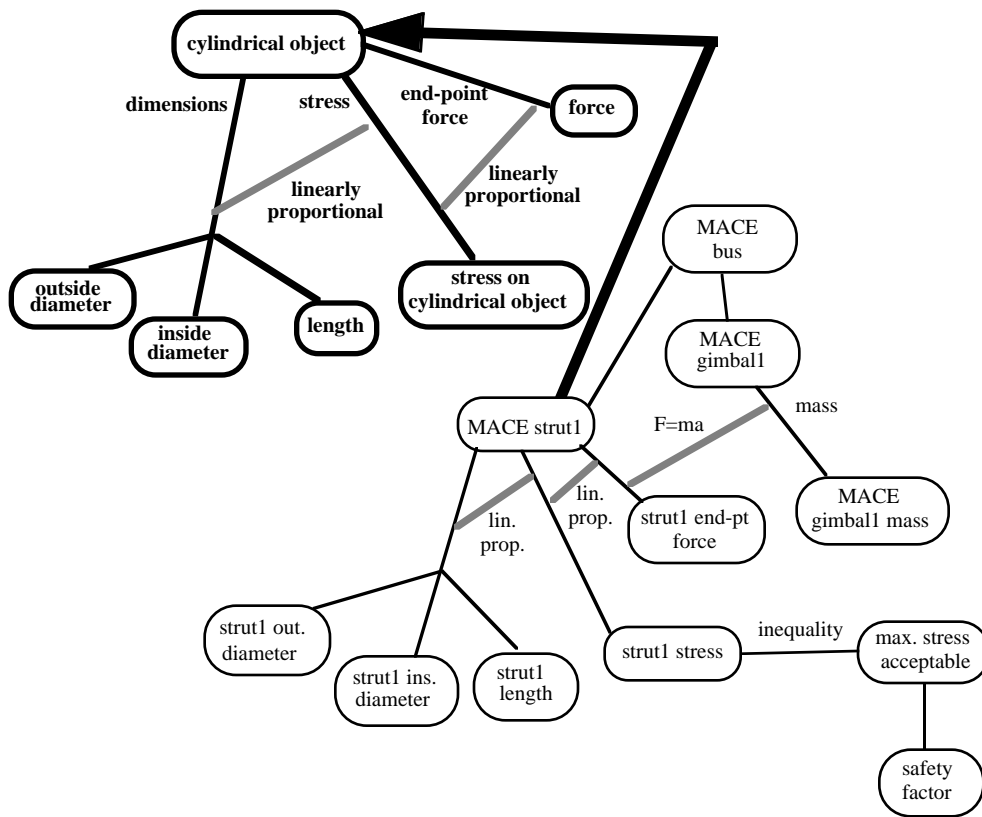 cylindrical object
dimensions
stress
end-point
force
force
linearly
proportional
linearly
proportional
outside
diameter
inside
diameter
length
stress on
cylindrical object
MACE
bus
MACE
gimbal1
MACE strut1
F=ma
mass
lin.
prop.
lin.
prop.
strut1 end-pt
force
MACE
gimbal1 mass
strut1 out.
diameter
strut1 ins.
diameter
strut1
length
strut1 stress
inequality
max. stress
acceptable
safety
factor